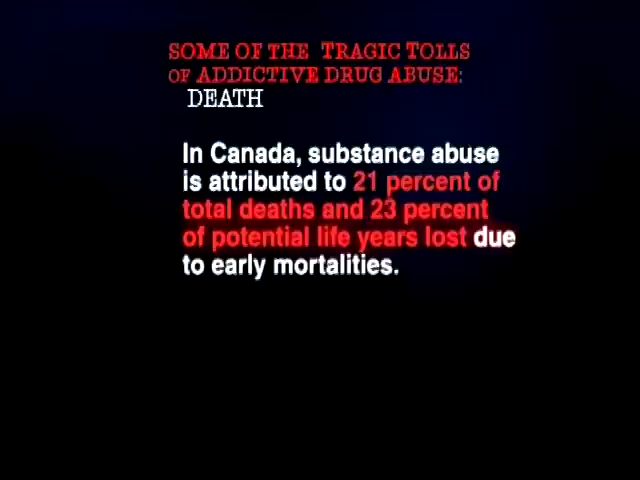 SOME OF THE TRAGIC TOLLS
OF ADDICTIVE DRUG ABUSE:
DEATH
In Canada, substance abuse
is attributed to 21 percent of
total deaths and 23 percent
of potential life years lost due
to early mortalities.